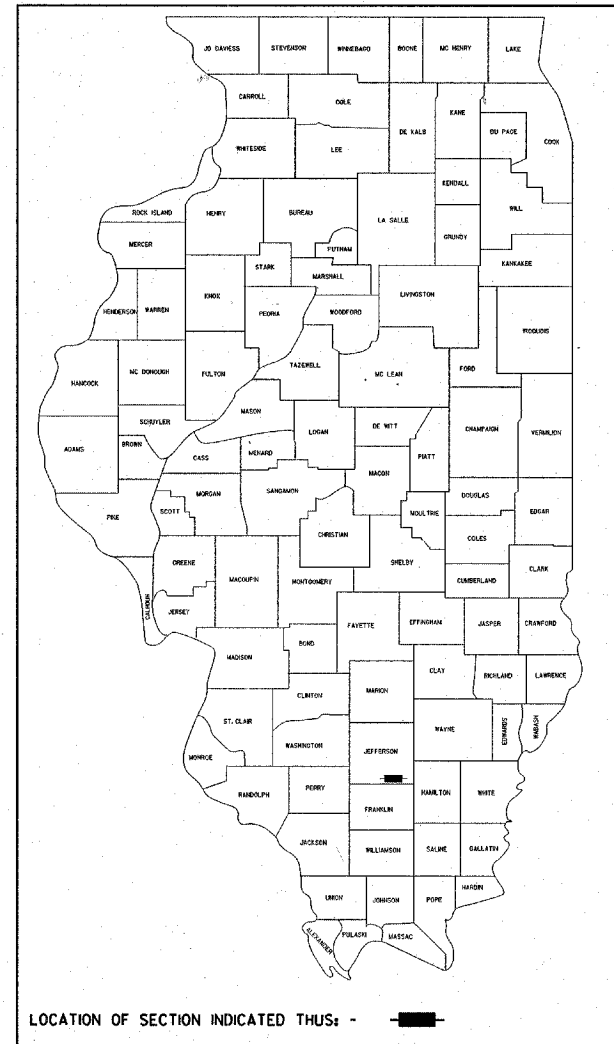 JO DAVIESS STEVENSON WINNEBAGO BOONE MC HENRY LAKE
CARROLL OGLE DE KALB KANE DU PAGE COOK
WHITESIDE LEE
KENDALL WILL
ROCK ISLAND HENRY BUREAU LA SALLE GRUNDY
MERCER PUTNAM KANKAKEE
STARK MARSHALL
HENDERSON WARREN KNOX PEORIA WOODFORD LIVINGSTON IROQUOIS
HANCOCK MC DONOUGH FULTON TAZEWELL MC LEAN FORD
MASON
SCHUYLER LOGAN DE WITT CHAMPAIGN VERMILION
ADAMS BROWN CASS MENARD MACON PIATT
PIKE SCOTT MORGAN SANGAMON MOULTRIE DOUGLAS EDGAR
CHRISTIAN COLES
GREENE MACOUPIN MONTGOMERY SHELBY CUMBERLAND CLARK
CALHOUN JERSEY
MADISON BOND FAYETTE EFFINGHAM JASPER CRAWFORD
CLINTON MARION CLAY RICHLAND LAWRENCE
ST. CLAIR WAYNE EDWARDS WABASH
MONROE WASHINGTON JEFFERSON
RANDOLPH PERRY HAMILTON WHITE
FRANKLIN
JACKSON WILLIAMSON SALINE GALLATIN
UNION JOHNSON POPE HARDIN
ALEXANDER PULASKI MASSAC
LOCATION OF SECTION INDICATED THUS: -